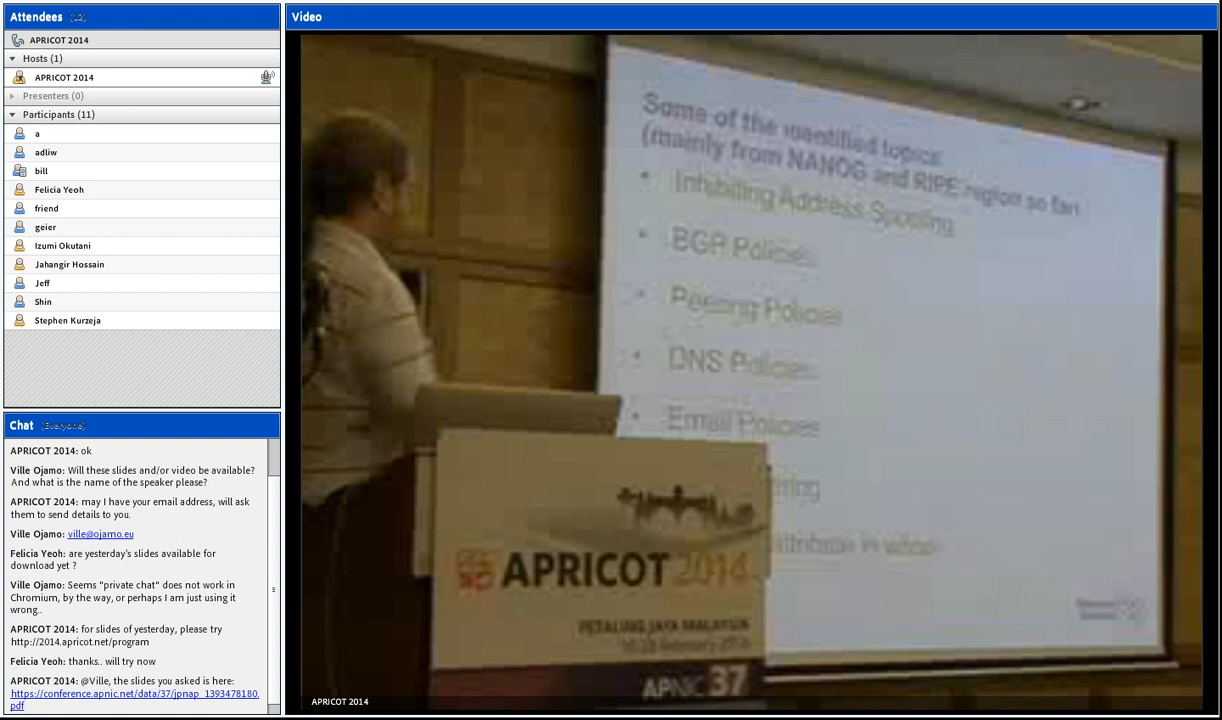 Attendees (12)
APRICOT 2014
Hosts (1)
APRICOT 2014
Presenters (0)
Participants (11)
a
adliw
bill
Felicia Yeoh
friend
geier
Izumi Okutani
Jahangir Hossain
Jeff
Shin
Stephen Kurzeja
Chat (Everyone)
APRICOT 2014: ok
Ville Ojamo: Will these slides and/or video be available?
And what is the name of the speaker please?
APRICOT 2014: may I have your email address, will ask
them to send details to you.
Ville Ojamo: ville@ojamo.eu
Felicia Yeoh: are yesterday's slides available for
download yet ?
Ville Ojamo: Seems "private chat" does not work in
Chromium, by the way, or perhaps I am just using it
wrong..
APRICOT 2014: for slides of yesterday, please try
http://2014.apricot.net/program
Felicia Yeoh: thanks.. will try now
APRICOT 2014: @Ville, the slides you asked is here:
https://conference.apnic.net/data/37/jpnap_1393478180.
pdf
Video
Some of the identified topics:
(mainly from NANOG and RIPE region so far)
• Inhibiting Address Spoofing
• BGP Policies
• Peering Policies
• DNS Policies
• Email Policies
ering
attribute in whois
APRICOT 2014
PETALING JAYA MALAYSIA
February
APNIC 37
APRICOT 2014